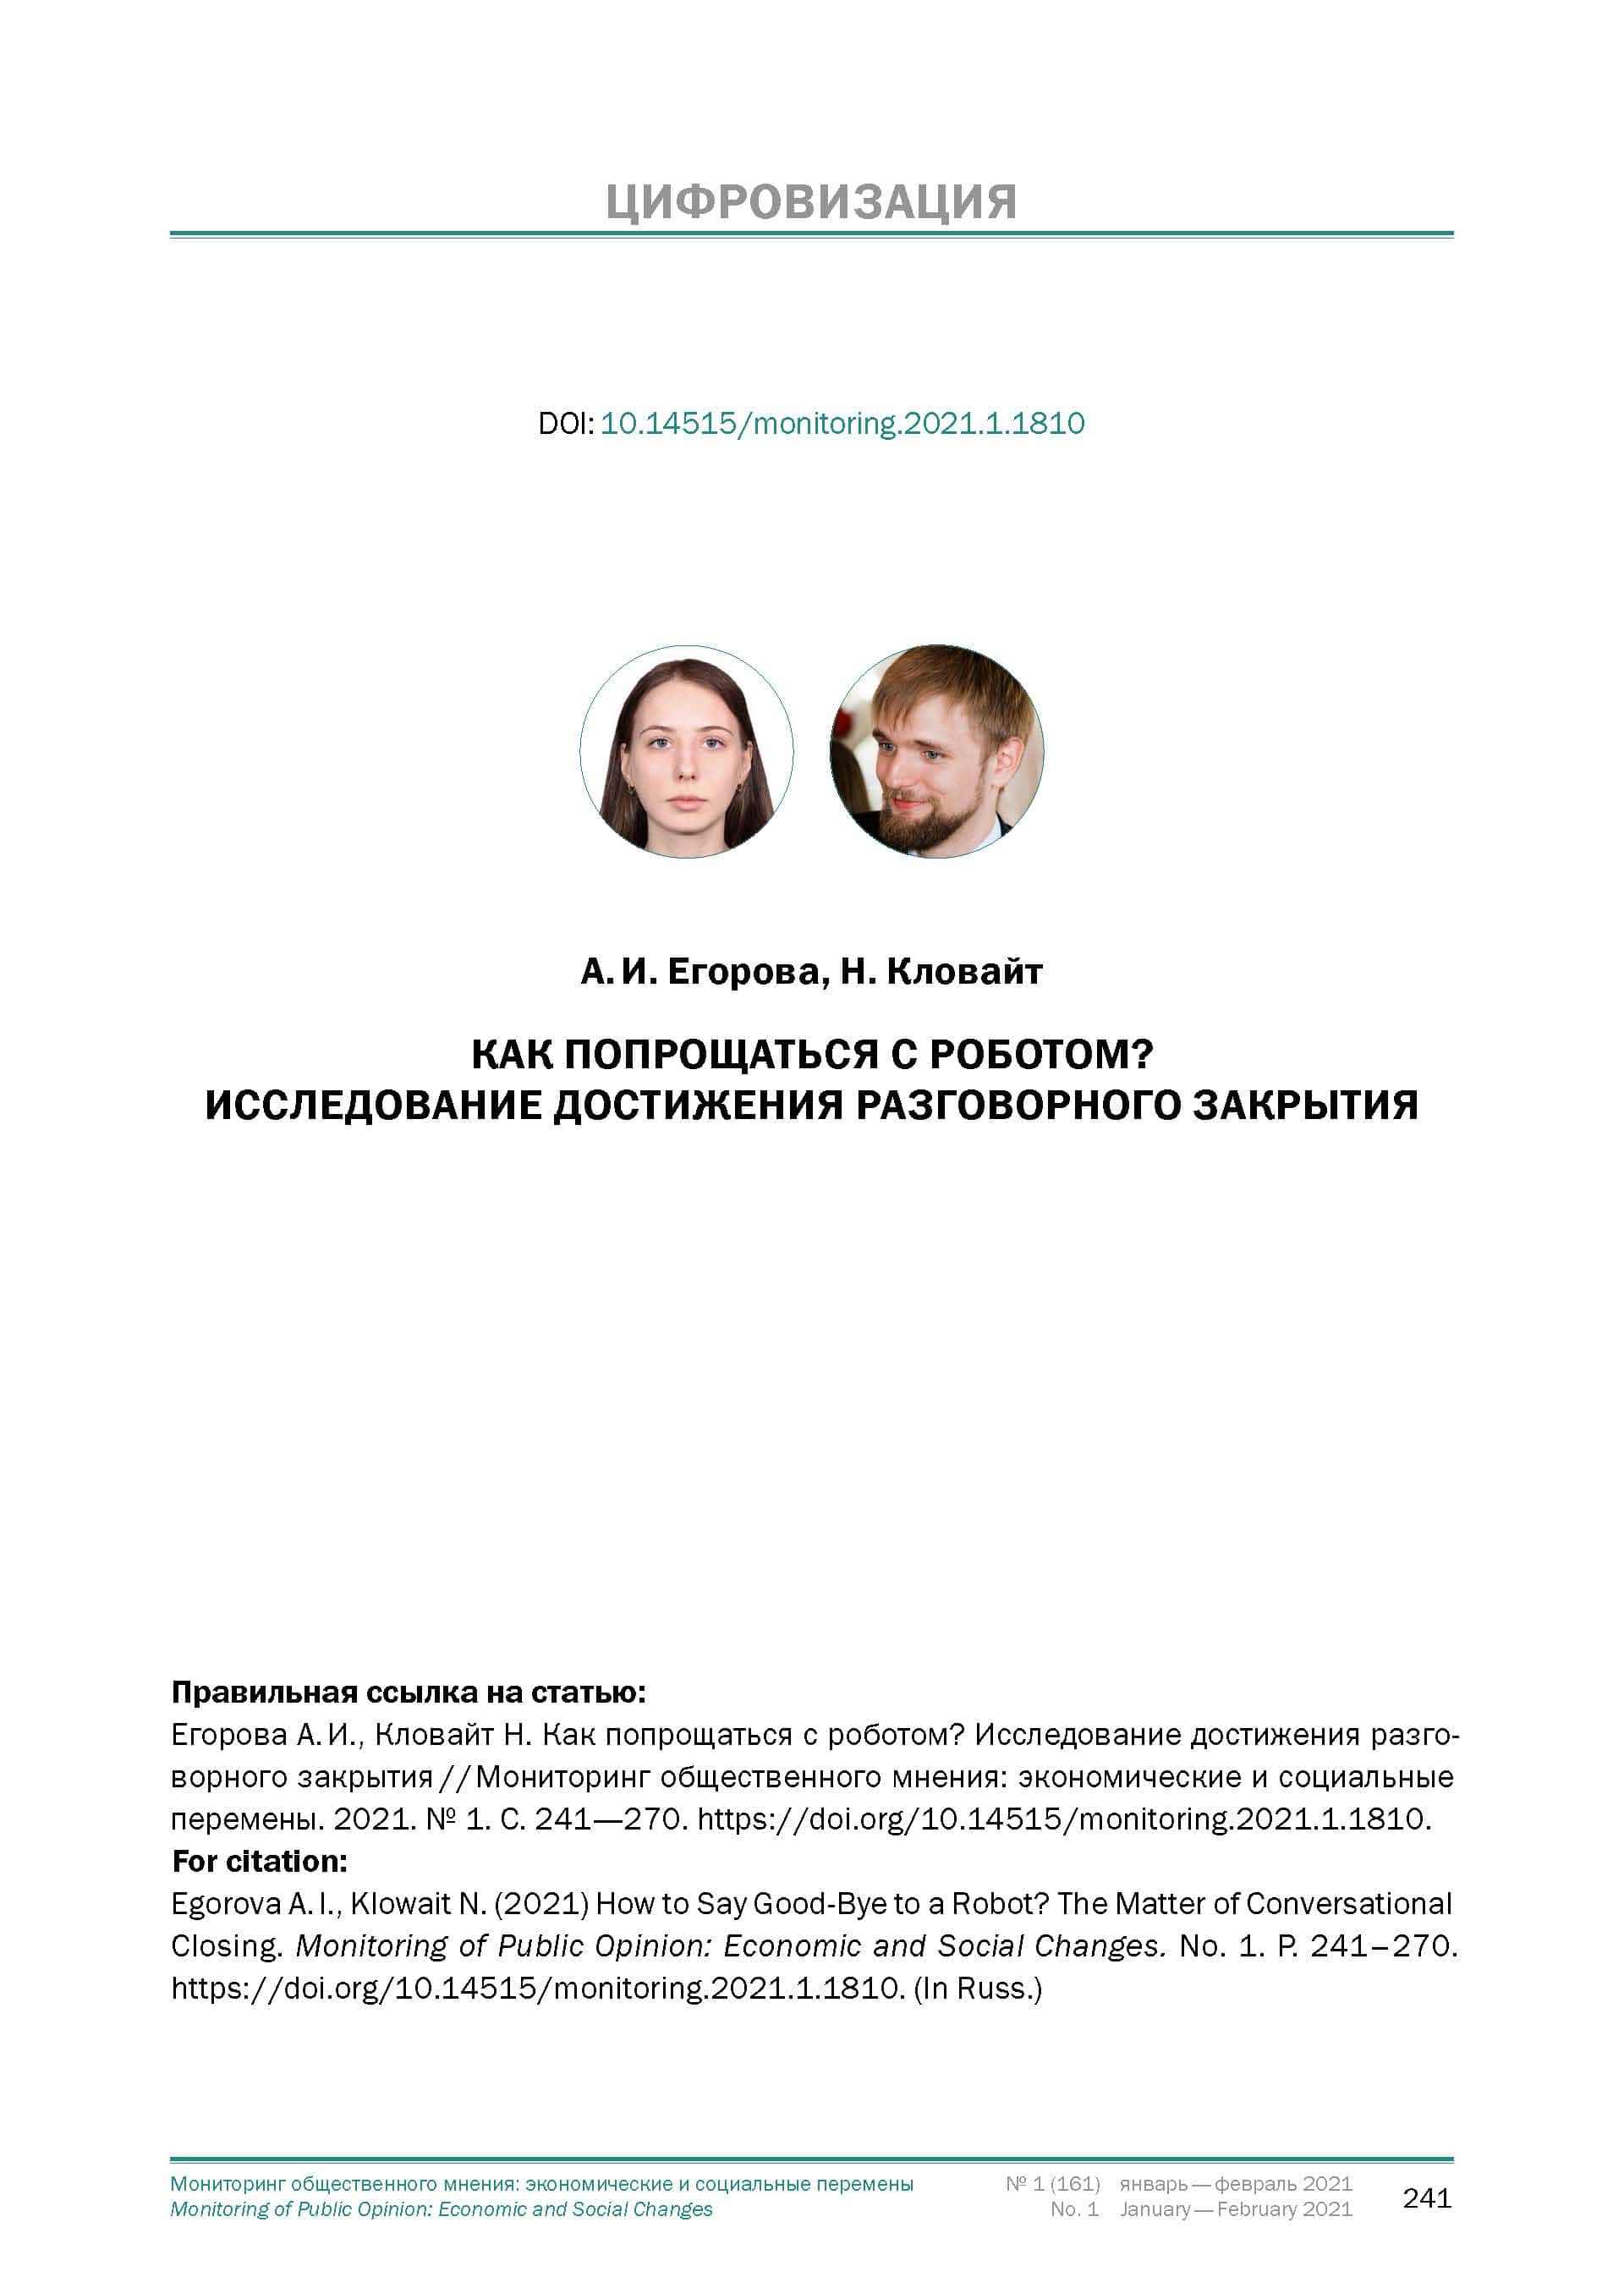 ЦИФРОВИЗАЦИЯ
DOI: 10.14515/monitoring.2021.1.1810
А. И. Егорова, Н. Кловайт
КАК ПОПРОЩАТЬСЯ С РОБОТОМ?
ИССЛЕДОВАНИЕ ДОСТИЖЕНИЯ РАЗГОВОРНОГО ЗАКРЫТИЯ
Правильная ссылка на статью:
Егорова А. И., Кловайт Н. Как попрощаться с роботом? Исследование достижения разго-
ворного закрытия // Мониторинг общественного мнения: экономические и социальные
перемены. 2021. № 1. С. 241—270. https://doi.org/10.14515/monitoring.2021.1.1810.
For citation:
Egorova A. I., Klowait N. (2021) How to Say Good-Bye to a Robot? The Matter of Conversational
Closing. Monitoring of Public Opinion: Economic and Social Changes. No. 1. P. 241–270.
https://doi.org/10.14515/monitoring.2021.1.1810. (In Russ.)
Мониторинг общественного мнения: экономические и социальные перемены № 1 (161) январь — февраль 2021
Monitoring of Public Opinion: Economic and Social Changes No. 1 January — February 2021
241